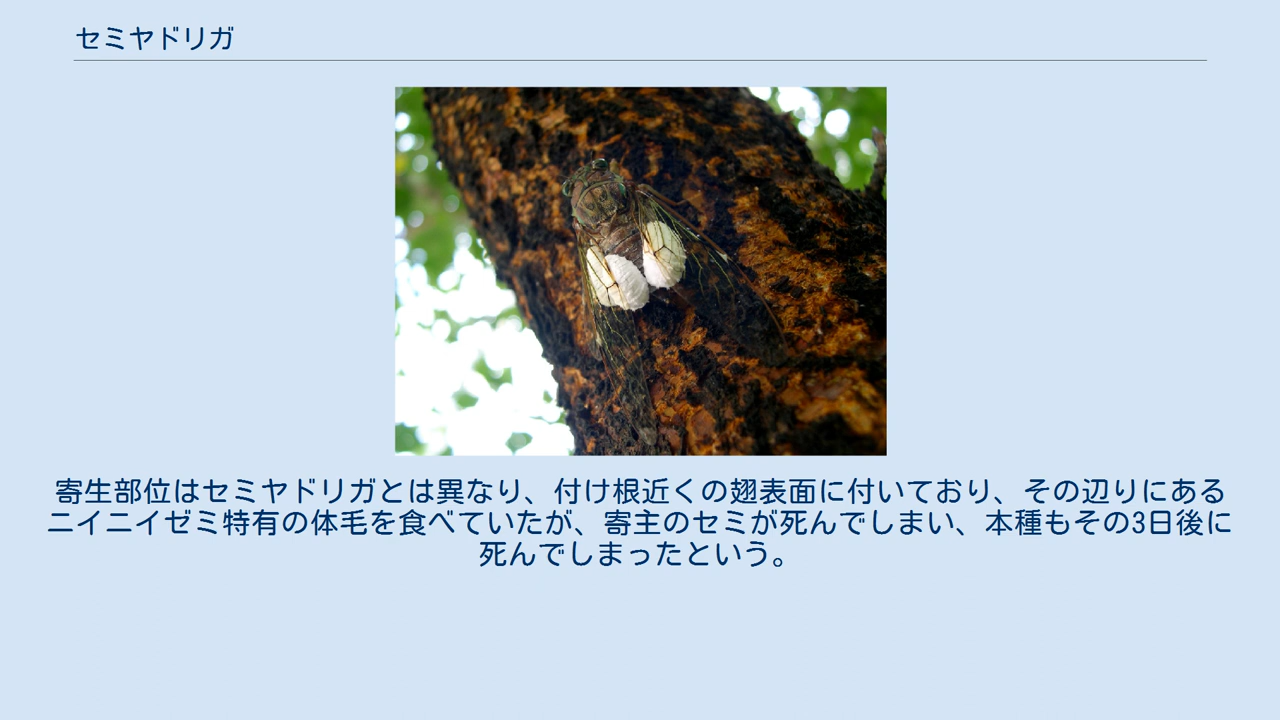 セミヤドリガ
寄生部位はセミヤドリガとは異なり、付け根近くの翅表面に付いており、その辺りにある
ニイニイゼミ特有の体毛を食べていたが、寄主のセミが死んでしまい、本種もその3日後に
死んでしまったという。